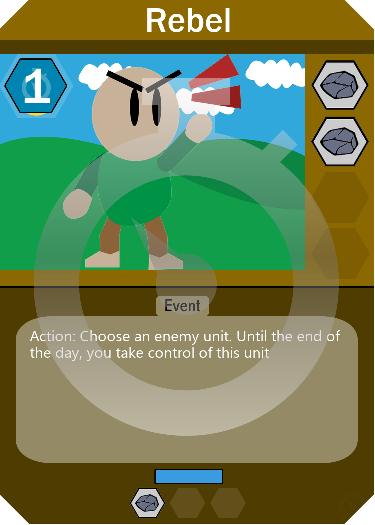 Rebel
1
Event
Action: Choose an enemy unit. Until the end of
the day, you take control of this unit